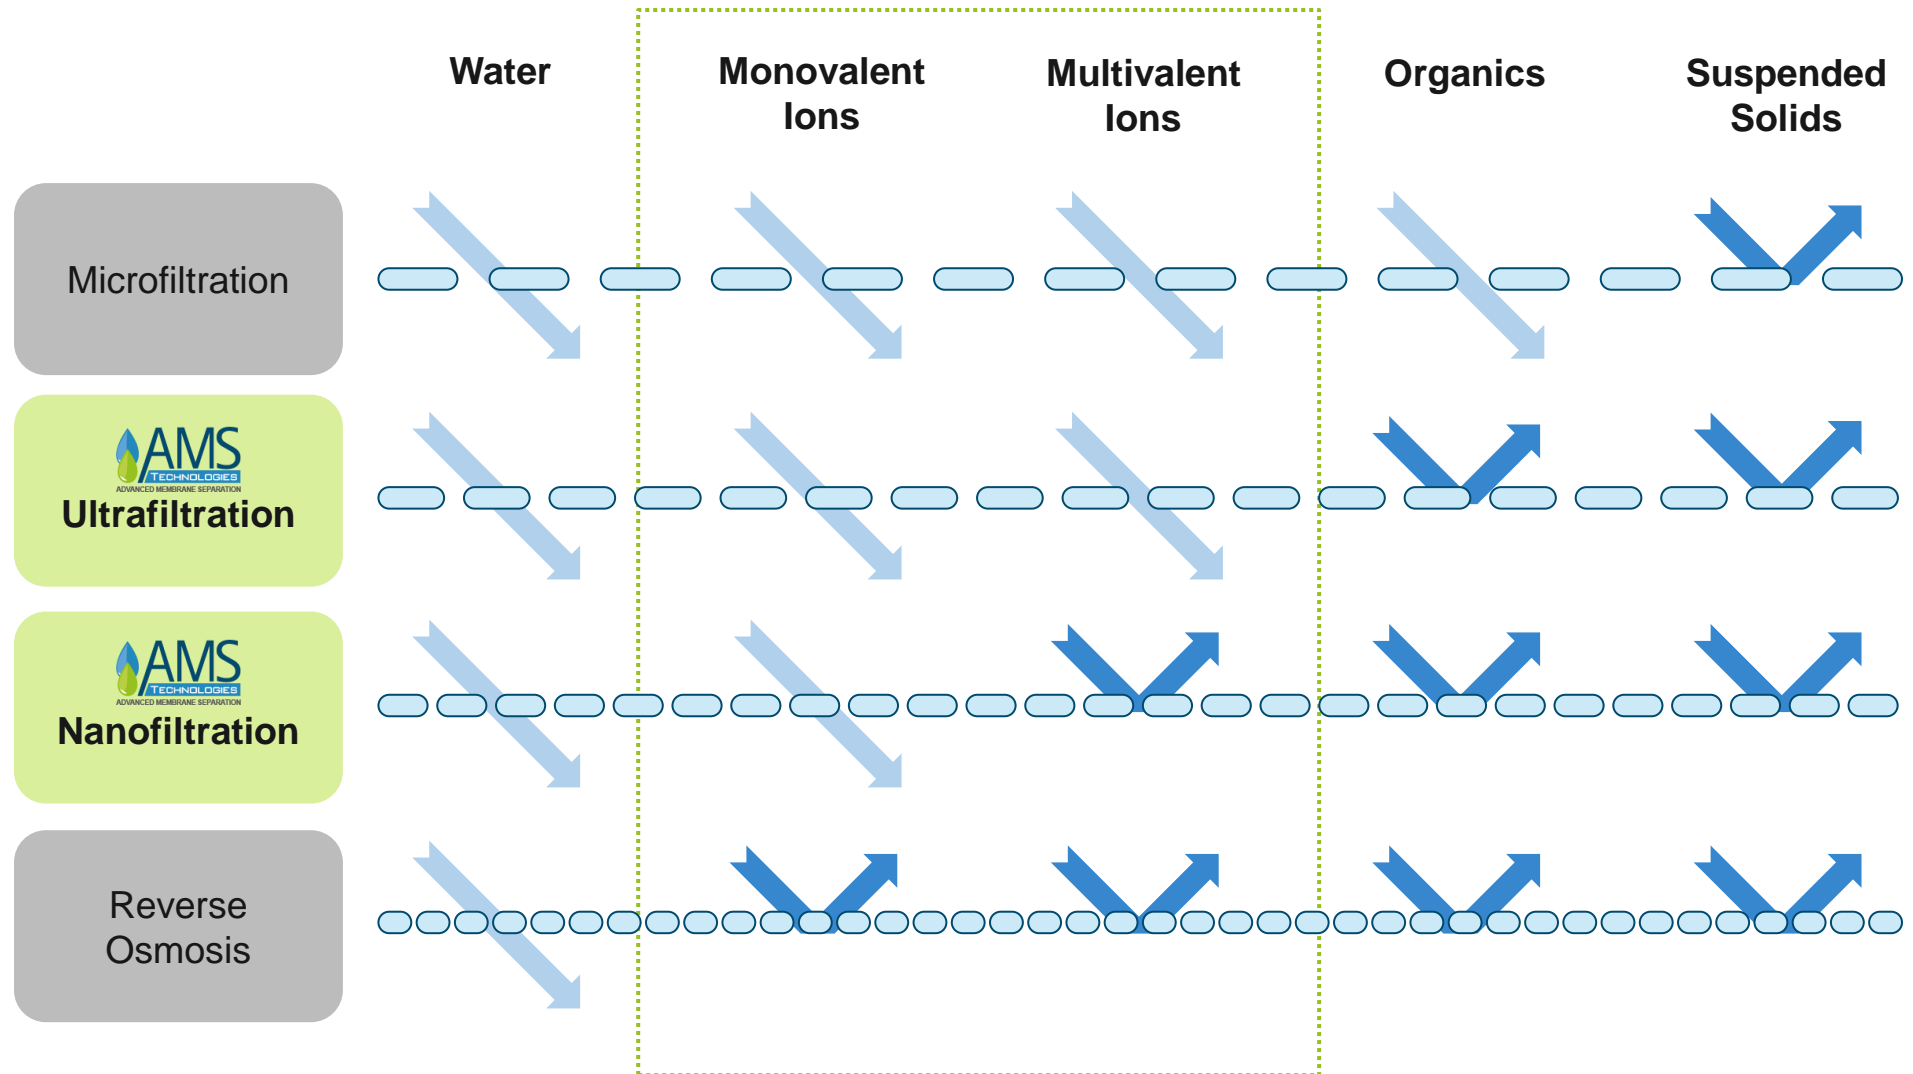 Water
Monovalent
Ions
Multivalent
Ions
Organics
Suspended
Solids
Microfiltration
AMS
TECHNOLOGIES
ADVANCED MEMBRANE SEPARATION
Ultrafiltration
AMS
TECHNOLOGIES
ADVANCED MEMBRANE SEPARATION
Nanofiltration
Reverse
Osmosis